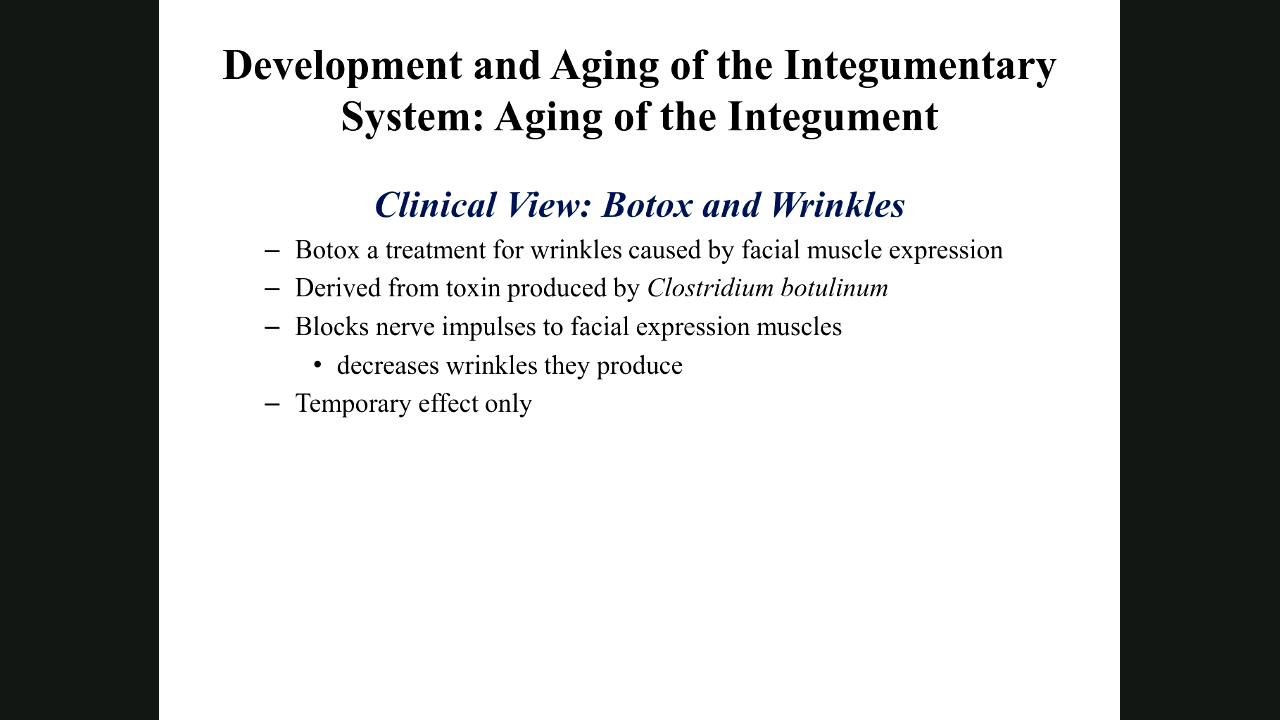 Development and Aging of the Integumentary
System: Aging of the Integument
Clinical View: Botox and Wrinkles
– Botox a treatment for wrinkles caused by facial muscle expression
– Derived from toxin produced by Clostridium botulinum
– Blocks nerve impulses to facial expression muscles
• decreases wrinkles they produce
– Temporary effect only